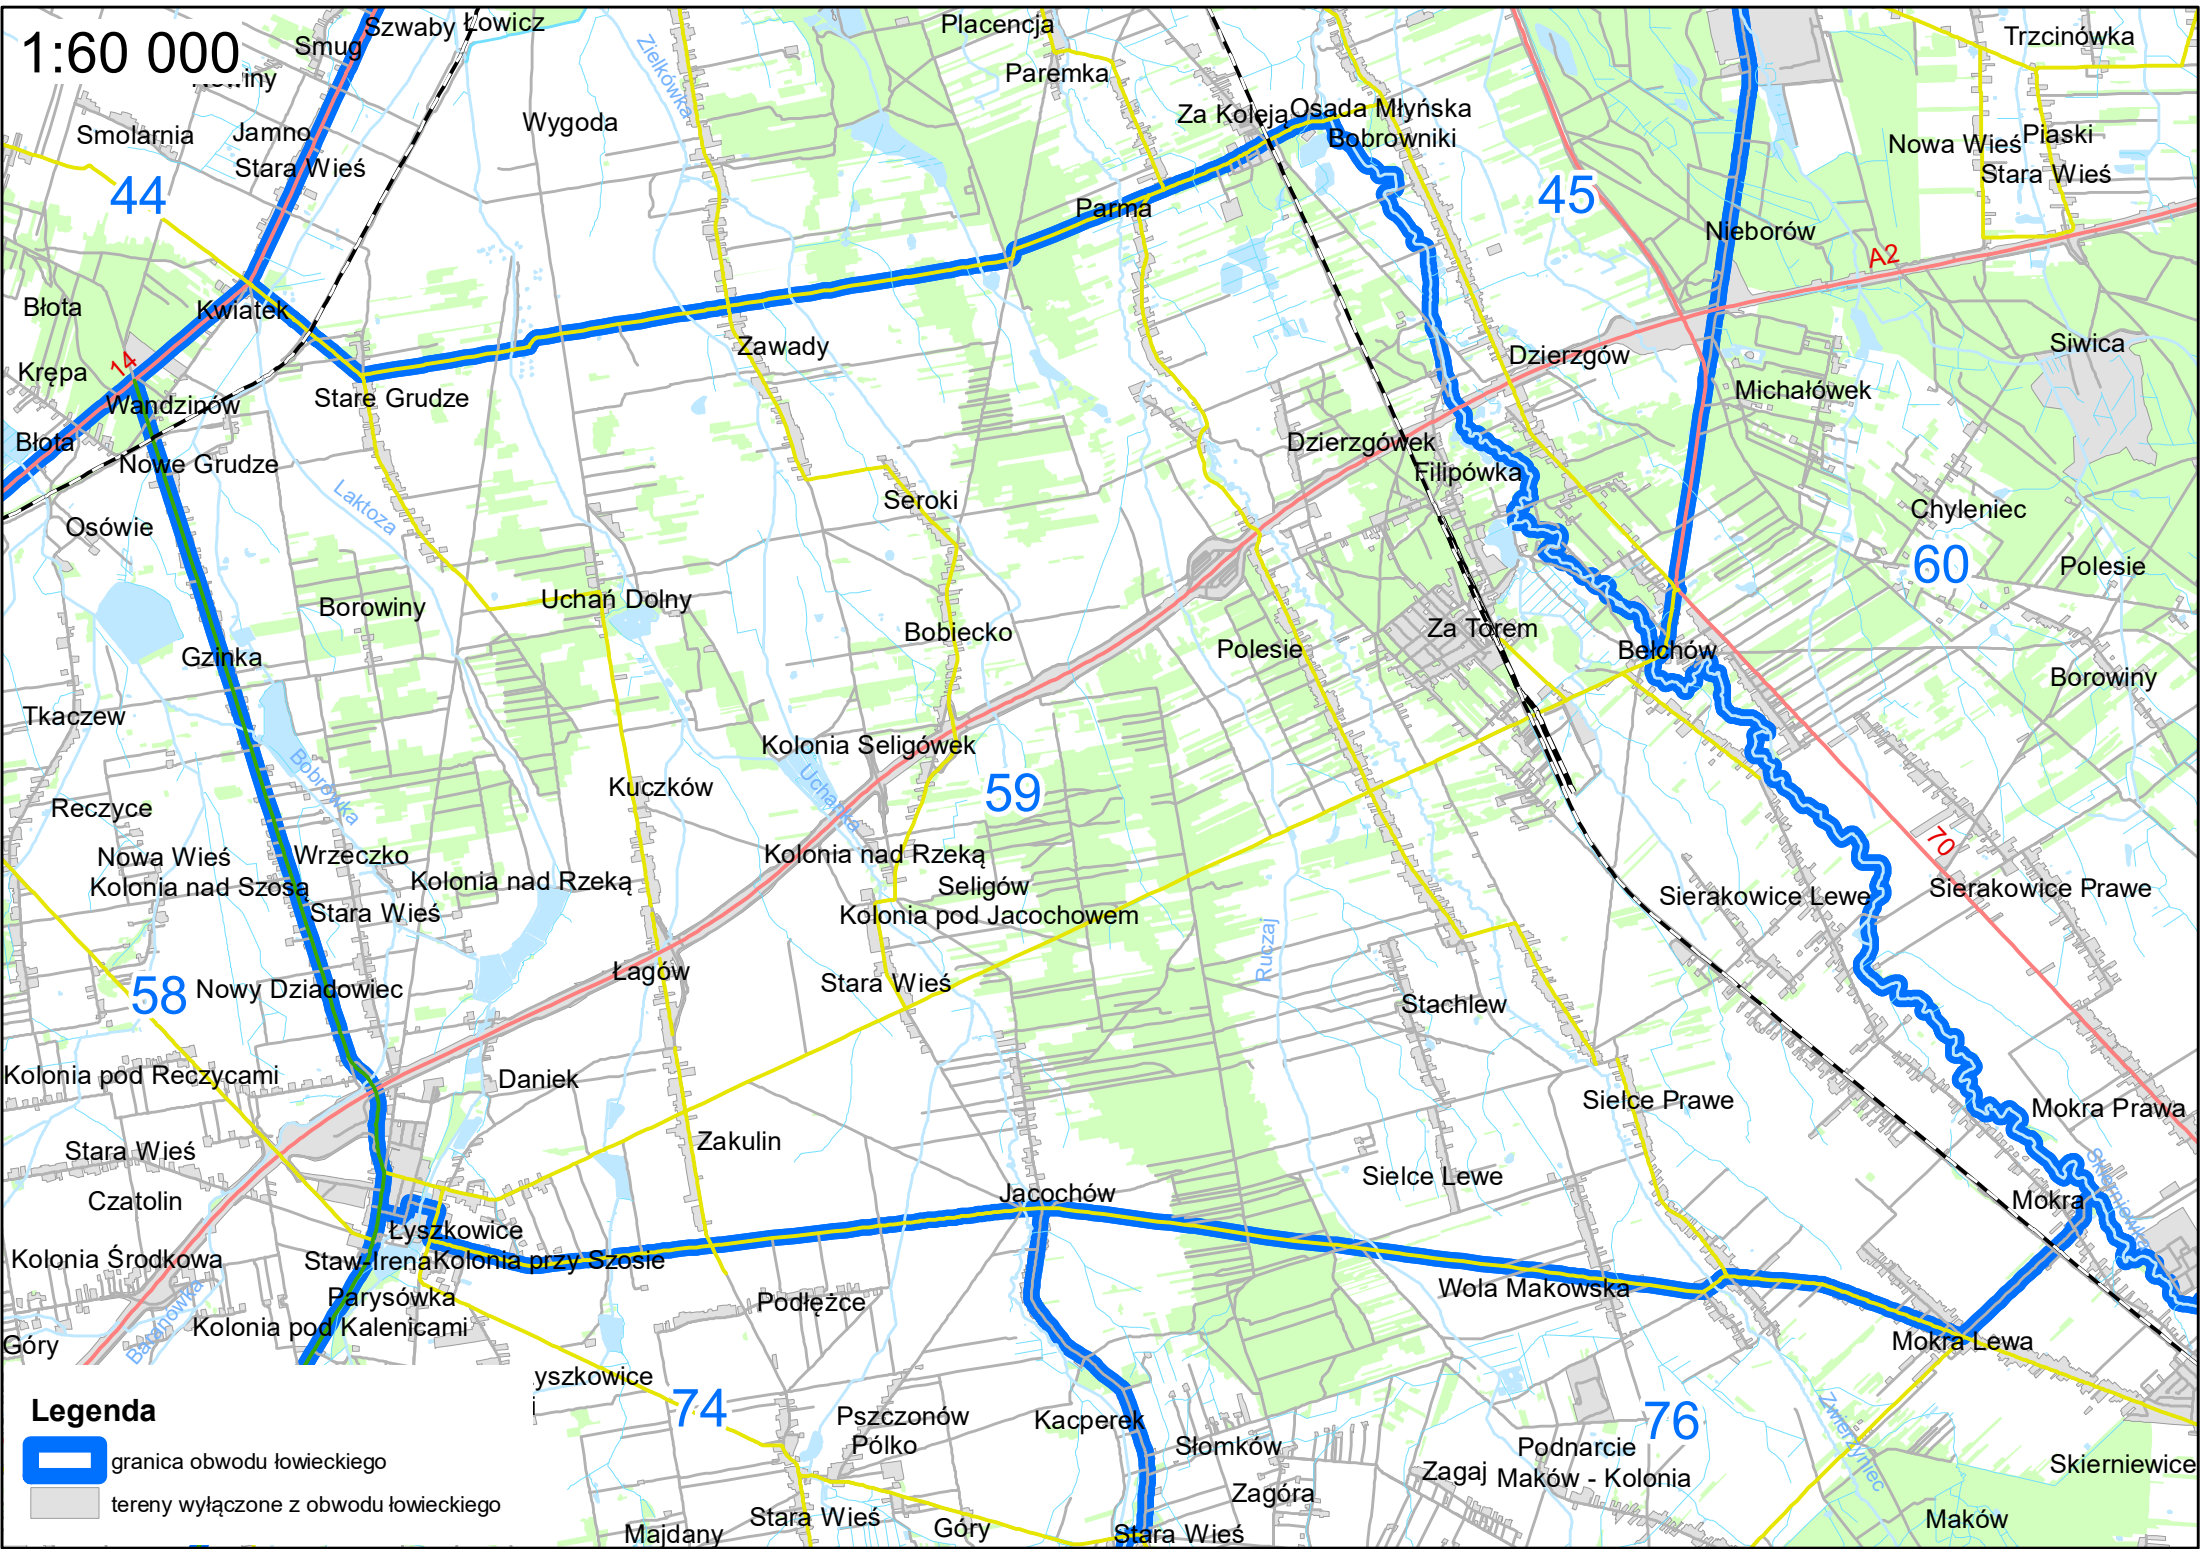 1:60 000
Szwaby
Łowicz
Smug
Placencja
Trzcinówka
Paremka
Zielkówka
Smolarnia
Jamno
Wygoda
Za Koleją
Osada Młyńska
Bobrowniki
Nowa Wieś
Piaski
Stara Wieś
Stara Wieś
44
45
Parma
Nieborów
A2
Błota
Kwiatek
Zawady
Dzierzgów
Siwica
Krępa
14
Stare Grudze
Michałówek
Wandzinów
Błota
Nowe Grudze
Dzierzgówek
Filipówka
Laktoza
Seroki
Chyleniec
Osówie
60
Polesie
Borowiny
Uchań Dolny
Bobiecko
Za Torem
Polesie
Bełchów
Gzinka
Borowiny
Tkaczew
Kolonia Seligówek
Bobrówka
Uchanka
59
Kuczków
Reczyce
70
Nowa Wieś
Wrzeczko
Kolonia nad Rzeką
Kolonia nad Szosą
Kolonia nad Rzeką
Seligów
Sierakowice Lewe
Sierakowice Prawe
Stara Wieś
Kolonia pod Jacochowem
Ruczaj
Łagów
Stara Wieś
58
Nowy Dziadowiec
Stachlew
Kolonia pod Reczycami
Daniek
Sielce Prawe
Mokra Prawa
Stara Wieś
Zakulin
Sielce Lewe
Czatolin
Jacochów
Mokra
Łyszkowice
Kolonia Środkowa
Staw-Irena
Kolonia przy Szosie
Parysówka
Podłężce
Wola Makowska
Kolonia pod Kalenicami
Góry
Mokra Lewa
yszkowice
74
Pszczonów
Pólko
Kacperek
Słomków
76
Podnarcie
Zwierzyniec
Zagaj
Maków - Kolonia
Skierniewice
Zagóra
Stara Wieś
Góry
Majdany
Stara Wieś
Maków
Legenda
granica obwodu łowieckiego
tereny wyłączone z obwodu łowieckiego